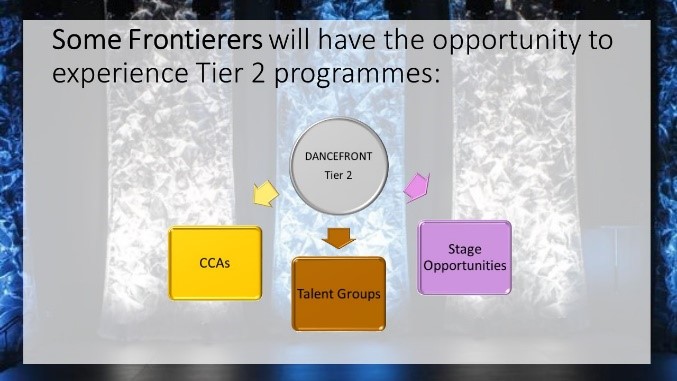 Some Frontierers will have the opportunity to
experience Tier 2 programmes:
DANCEFRONT
Tier 2
CCAs
Talent Groups
Stage
Opportunities